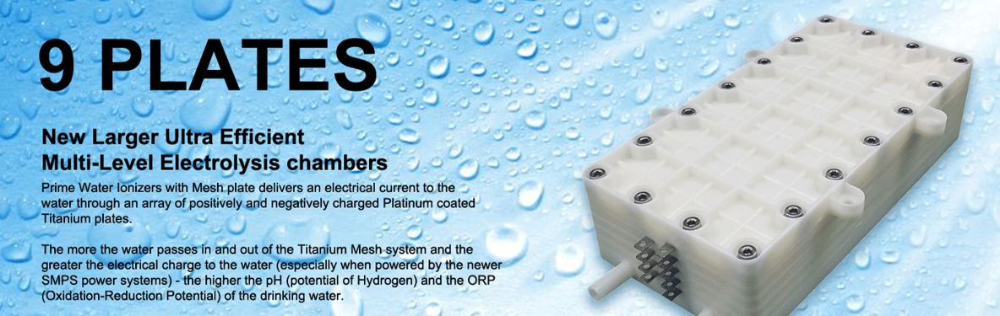 9 PLATES
New Larger Ultra Efficient
Multi-Level Electrolysis chambers
Prime Water Ionizers with Mesh plate delivers an electrical current to the
water through an array of positively and negatively charged Platinum coated
Titanium plates.
The more the water passes in and out of the Titanium Mesh system and the
greater the electrical charge to the water (especially when powered by the newer
SMPS power systems) - the higher the pH (potential of Hydrogen) and the ORP
(Oxidation-Reduction Potential) of the drinking water.